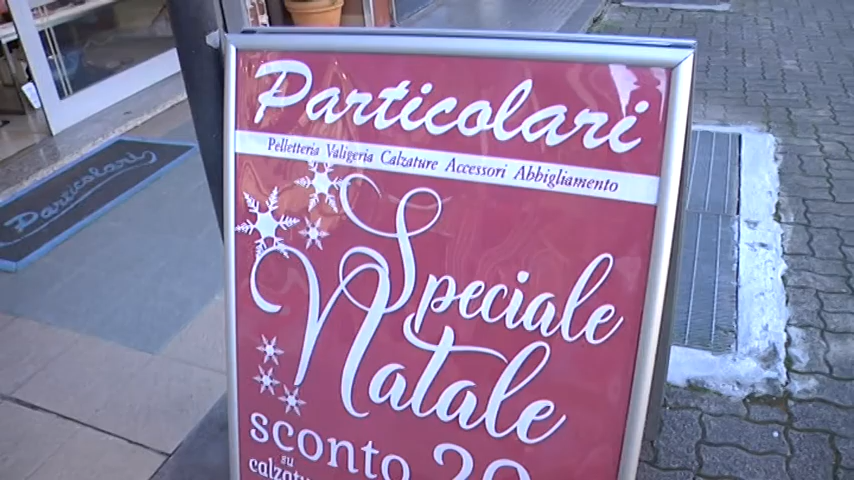 Particolari
Pelletteria Valigeria Calzature Accessori Abbigliamento
Speciale
Natale
sconto
su
Particolari